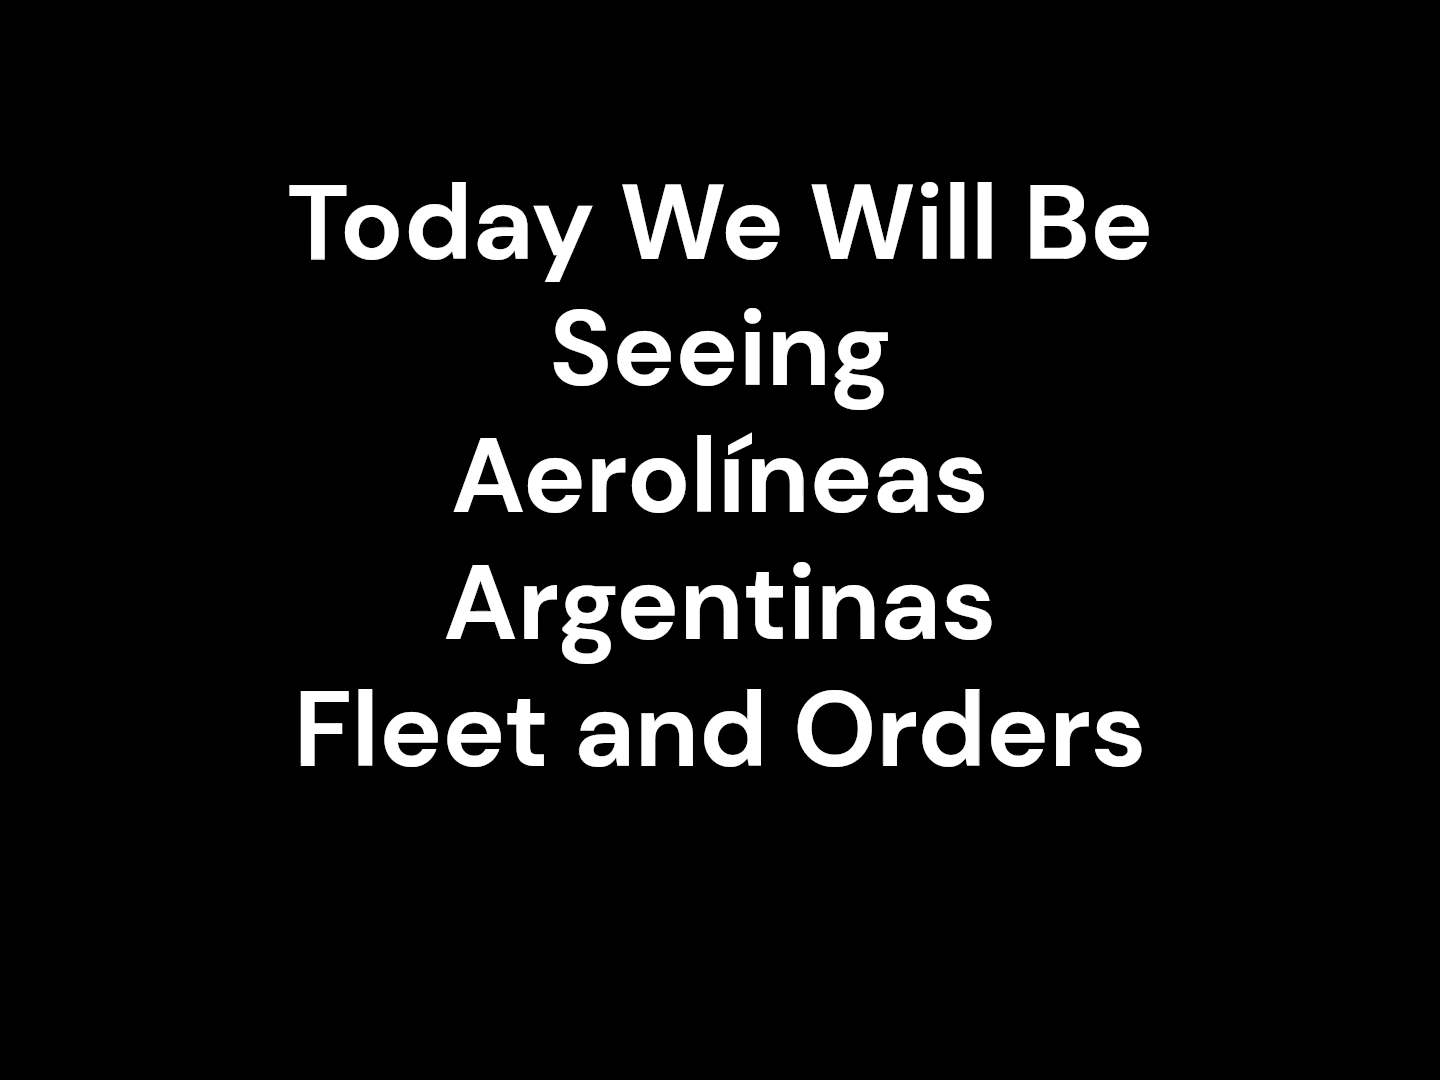 Today We Will Be
Seeing
Aerolíneas
Argentinas
Fleet and Orders